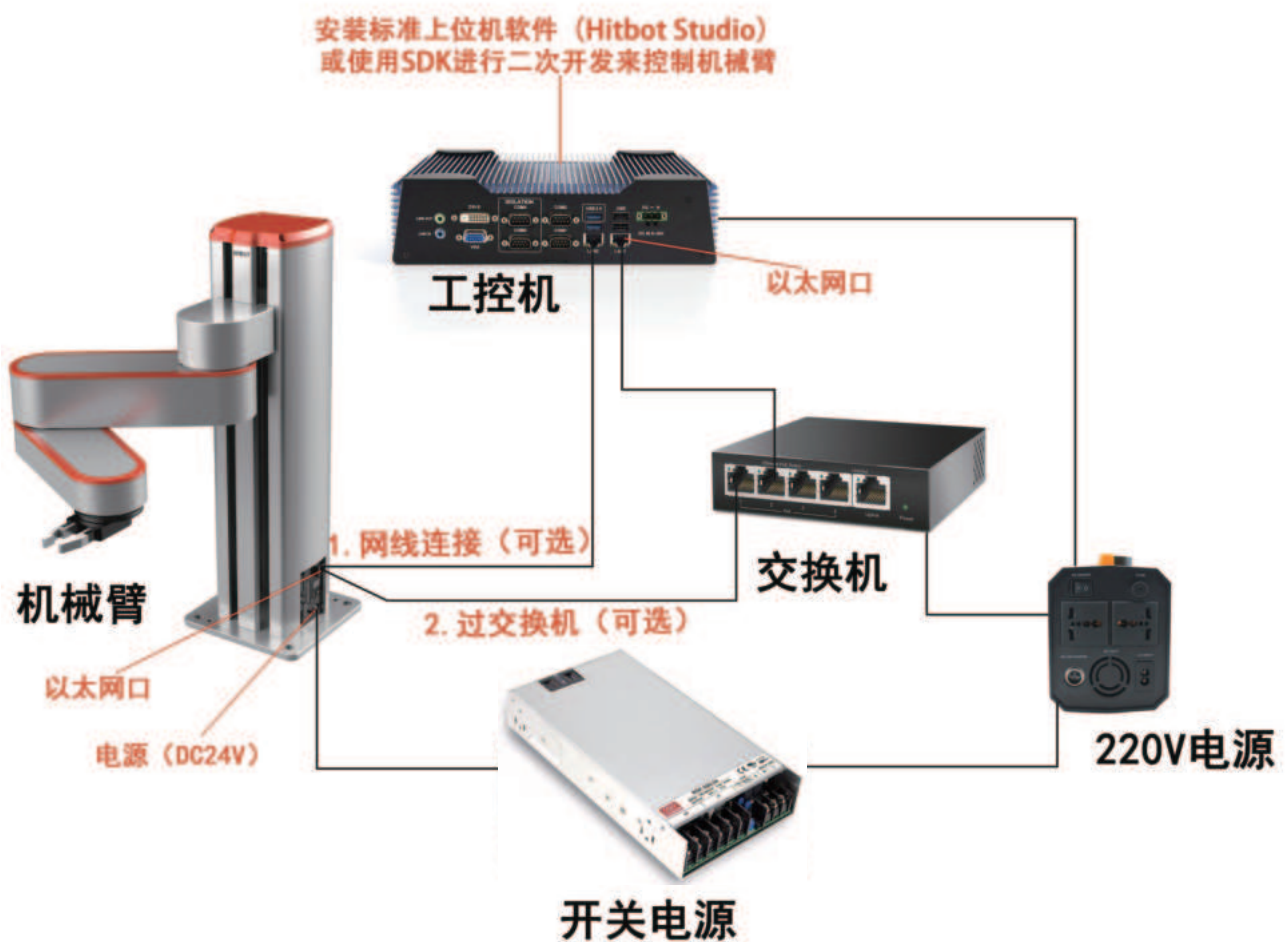 安装标准上位机软件（Hitbot Studio）
或使用SDK进行二次开发来控制机械臂
ISOLATION
工控机
以太网口
1. 网线连接（可选）
交换机
机械臂
2. 过交换机（可选）
以太网口
电源（DC24V）
220V电源
开关电源